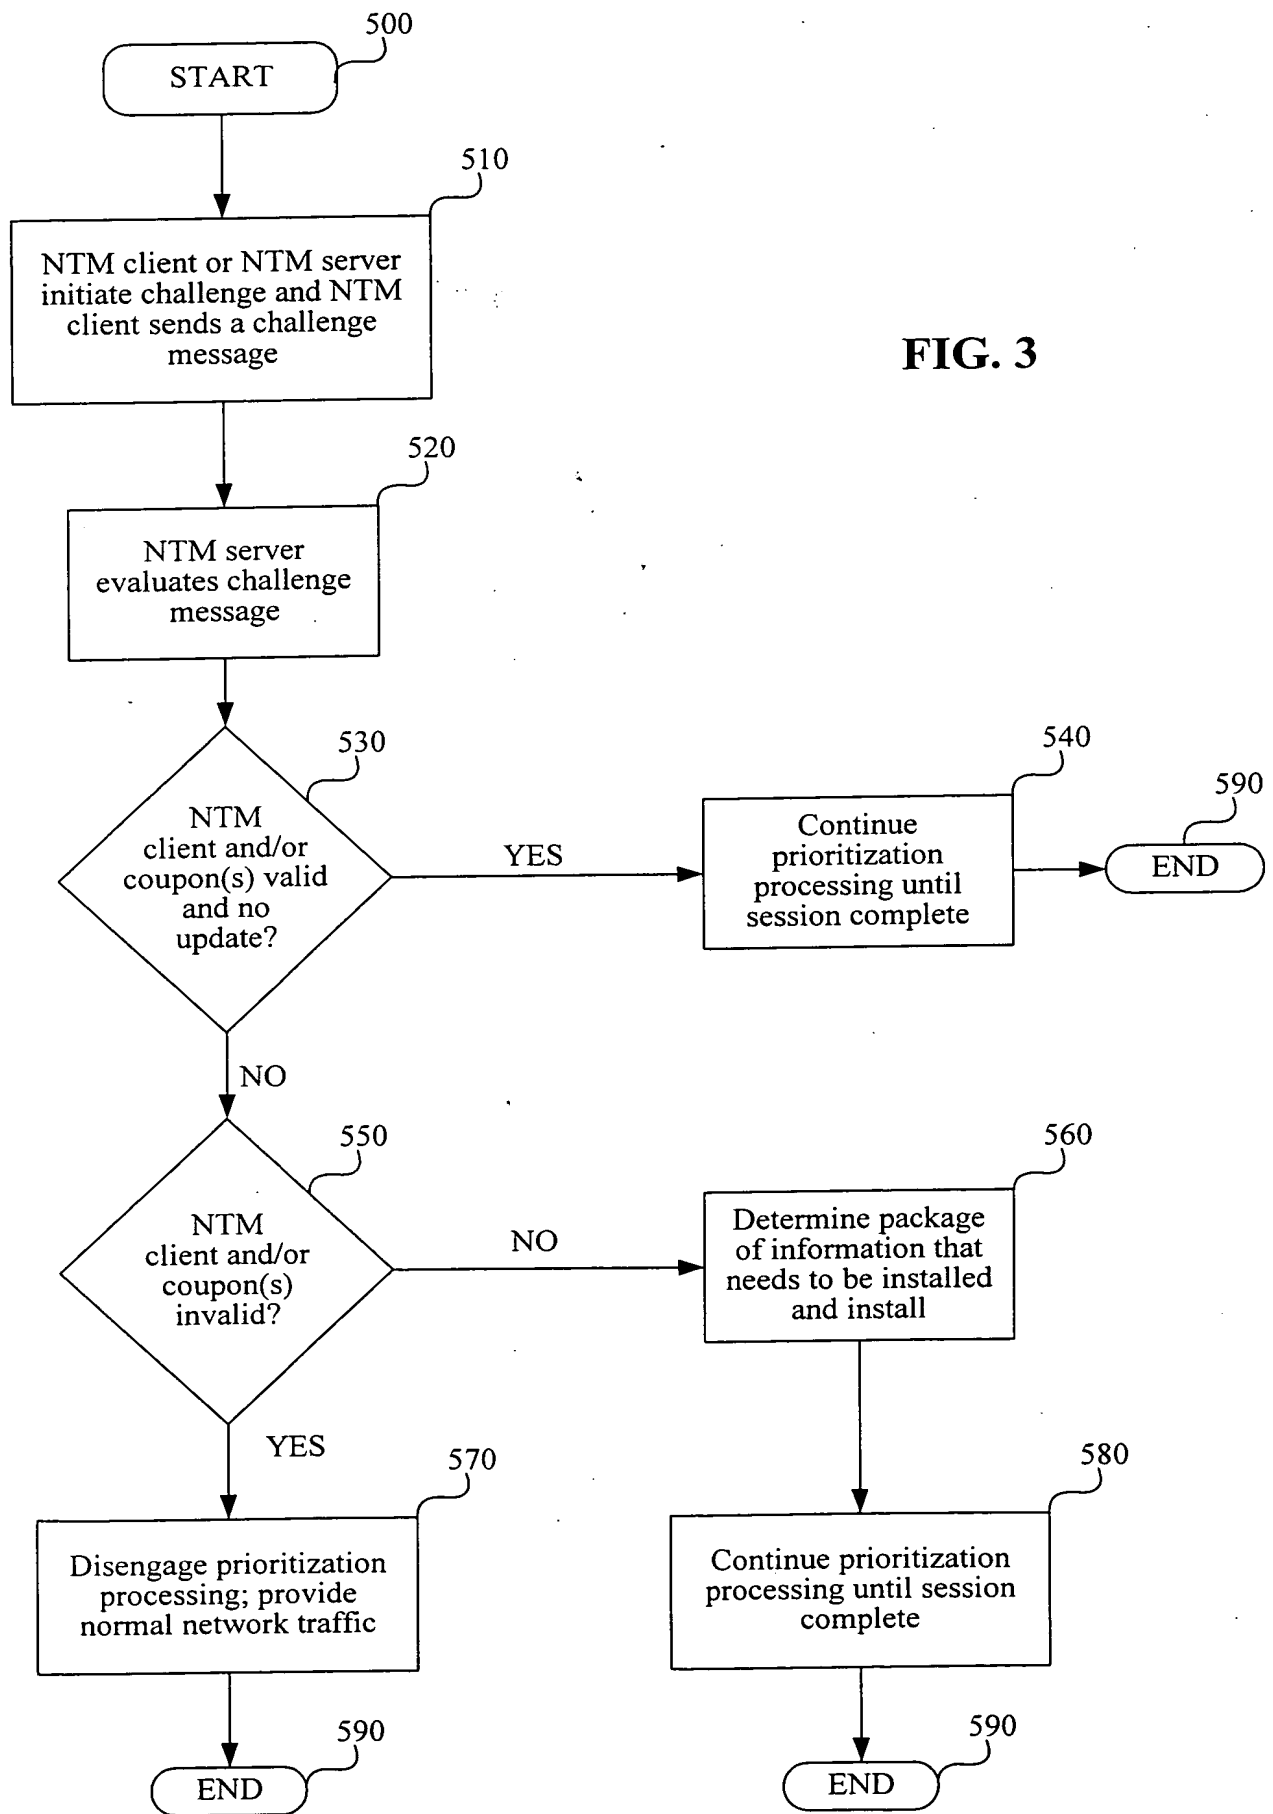 500
START
510
NTM client or NTM server
initiate challenge and NTM
client sends a challenge
message
FIG. 3
520
NTM server
evaluates challenge
message
530
NTM
client and/or
coupon(s) valid
and no
update?
YES
540
Continue
prioritization
processing until
session complete
590
END
NO
550
NTM
client and/or
coupon(s)
invalid?
NO
560
Determine package
of information that
needs to be installed
and install
YES
570
Disengage prioritization
processing; provide
normal network traffic
580
Continue prioritization
processing until session
complete
590
END
590
END